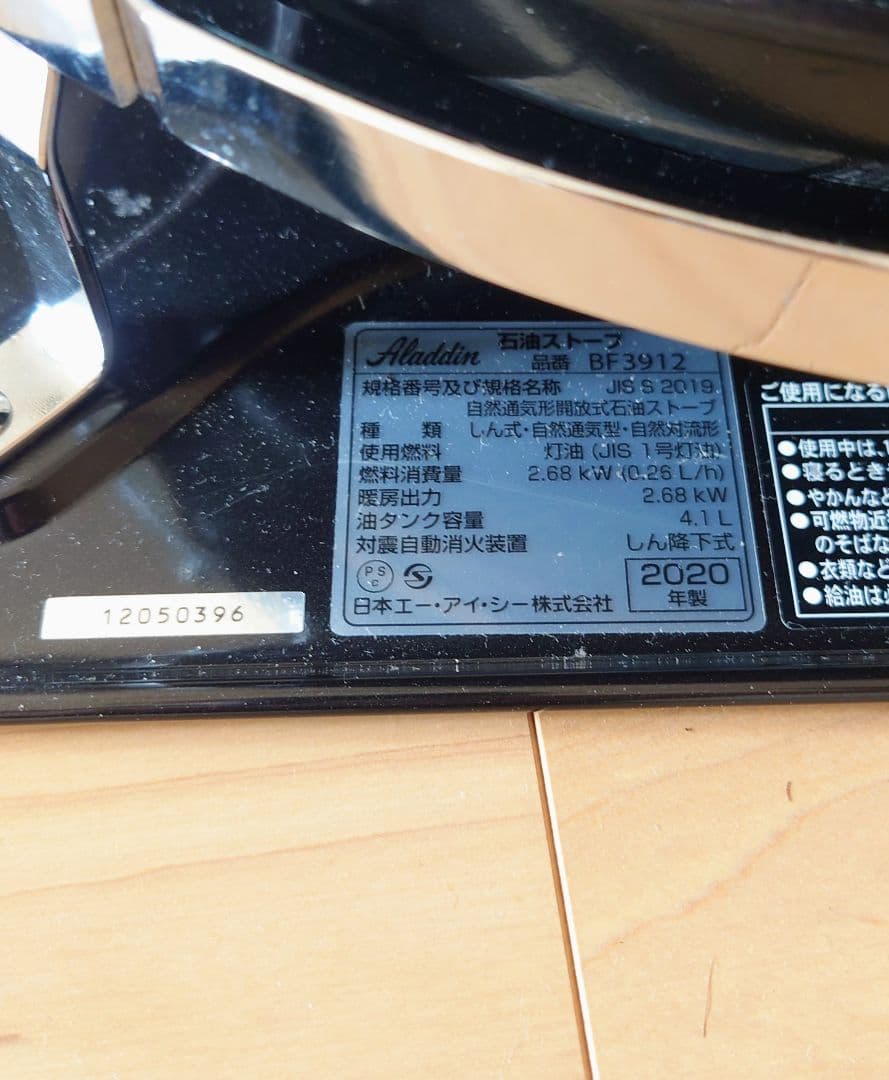 Aladdin 石油ストーブ
品番 BF3912
規格番号及び規格名称 JIS S 2019
自然通気形開放式石油ストーブ
種 類 しん式・自然通気型・自然対流形
使用燃料 灯油 (JIS 1号灯油)
燃料消費量 2.68 kW (0.26 L/h)
暖房出力 2.68 kW
油タンク容量 4.1 L
対震自動消火装置 しん降下式
PS C
2020
年製
日本エー・アイ・シー株式会社
12050396
ご使用になる
●使用中は、
●寝るとき
●やかんな
●可燃物近
のそばな
●衣類など
●給油は